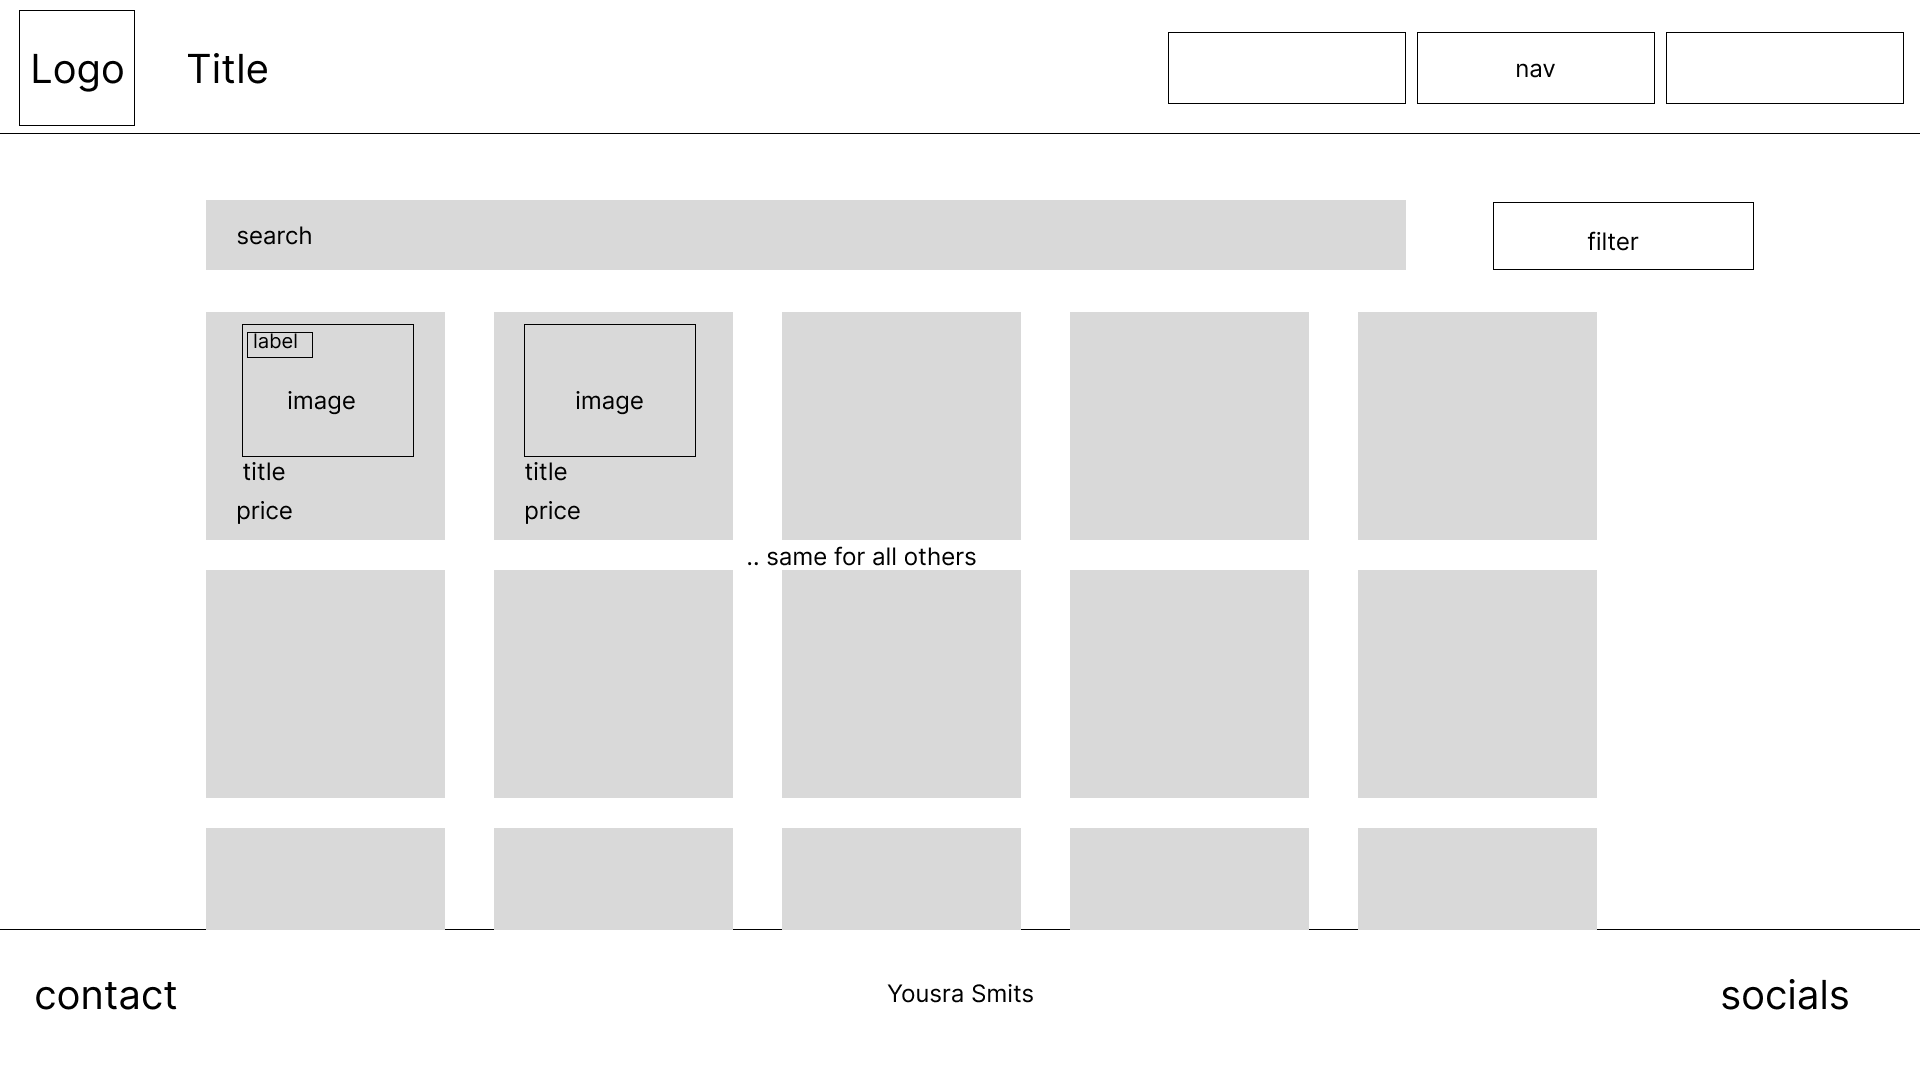 Logo
Title
nav
search
filter
label
image
image
title
title
price
price
.. same for all others
contact
Yousra Smits
socials